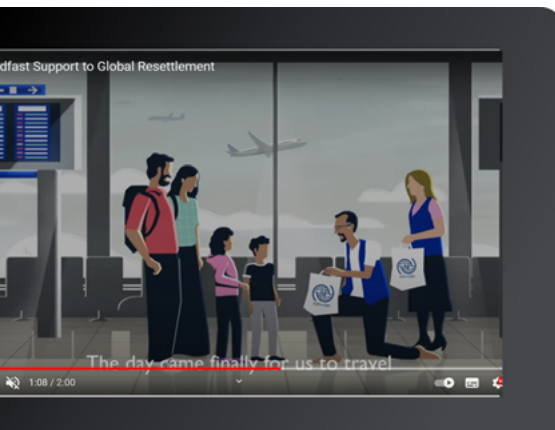 dfast Support to Global Resettlement
The day came finally for us to travel
1:08 / 2:00